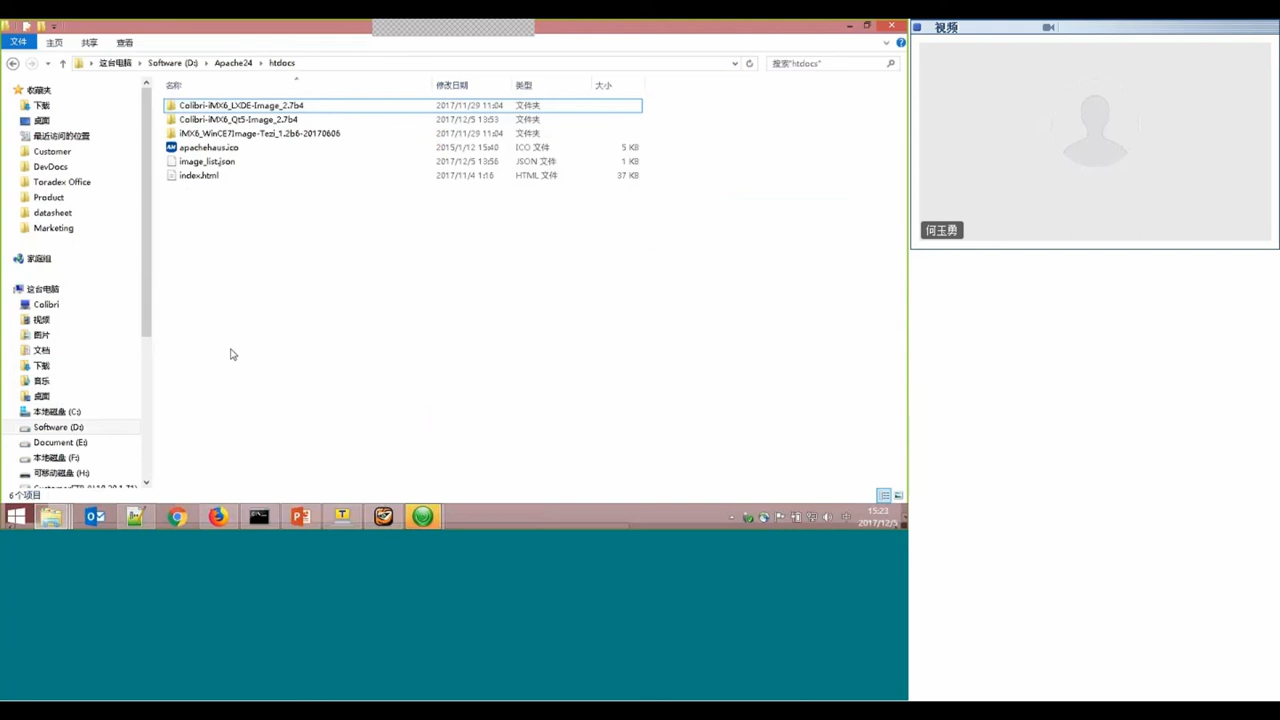 视频
文件 主页 共享 查看
这台电脑 Software (D:) Apache24 htdocs 搜索"htdocs"
名称 修改日期 类型 大小
收藏夹
下载
桌面
最近访问的位置
Customer
DevDocs
Toradex Office
Product
datasheet
Marketing
家庭组
这台电脑
Colibri
视频
图片
文档
下载
音乐
桌面
本地磁盘 (C:)
Software (D:)
Document (E:)
本地磁盘 (F:)
可移动磁盘 (H:)
Colibri-iMX6_LXDE-Image_2.7b4 2017/11/29 11:04 文件夹
Colibri-iMX6_Qt5-Image_2.7b4 2017/12/5 13:53 文件夹
iMX6_WinCE7Image-Tezi_1.2b6-20170606 2017/11/29 11:04 文件夹
apachehaus.ico 2015/1/12 15:40 ICO 文件 5 KB
image_list.json 2017/12/5 13:56 JSON 文件 1 KB
index.html 2017/11/4 1:16 HTML 文件 37 KB
何玉勇
6个项目
中
15:23
2017/12/5